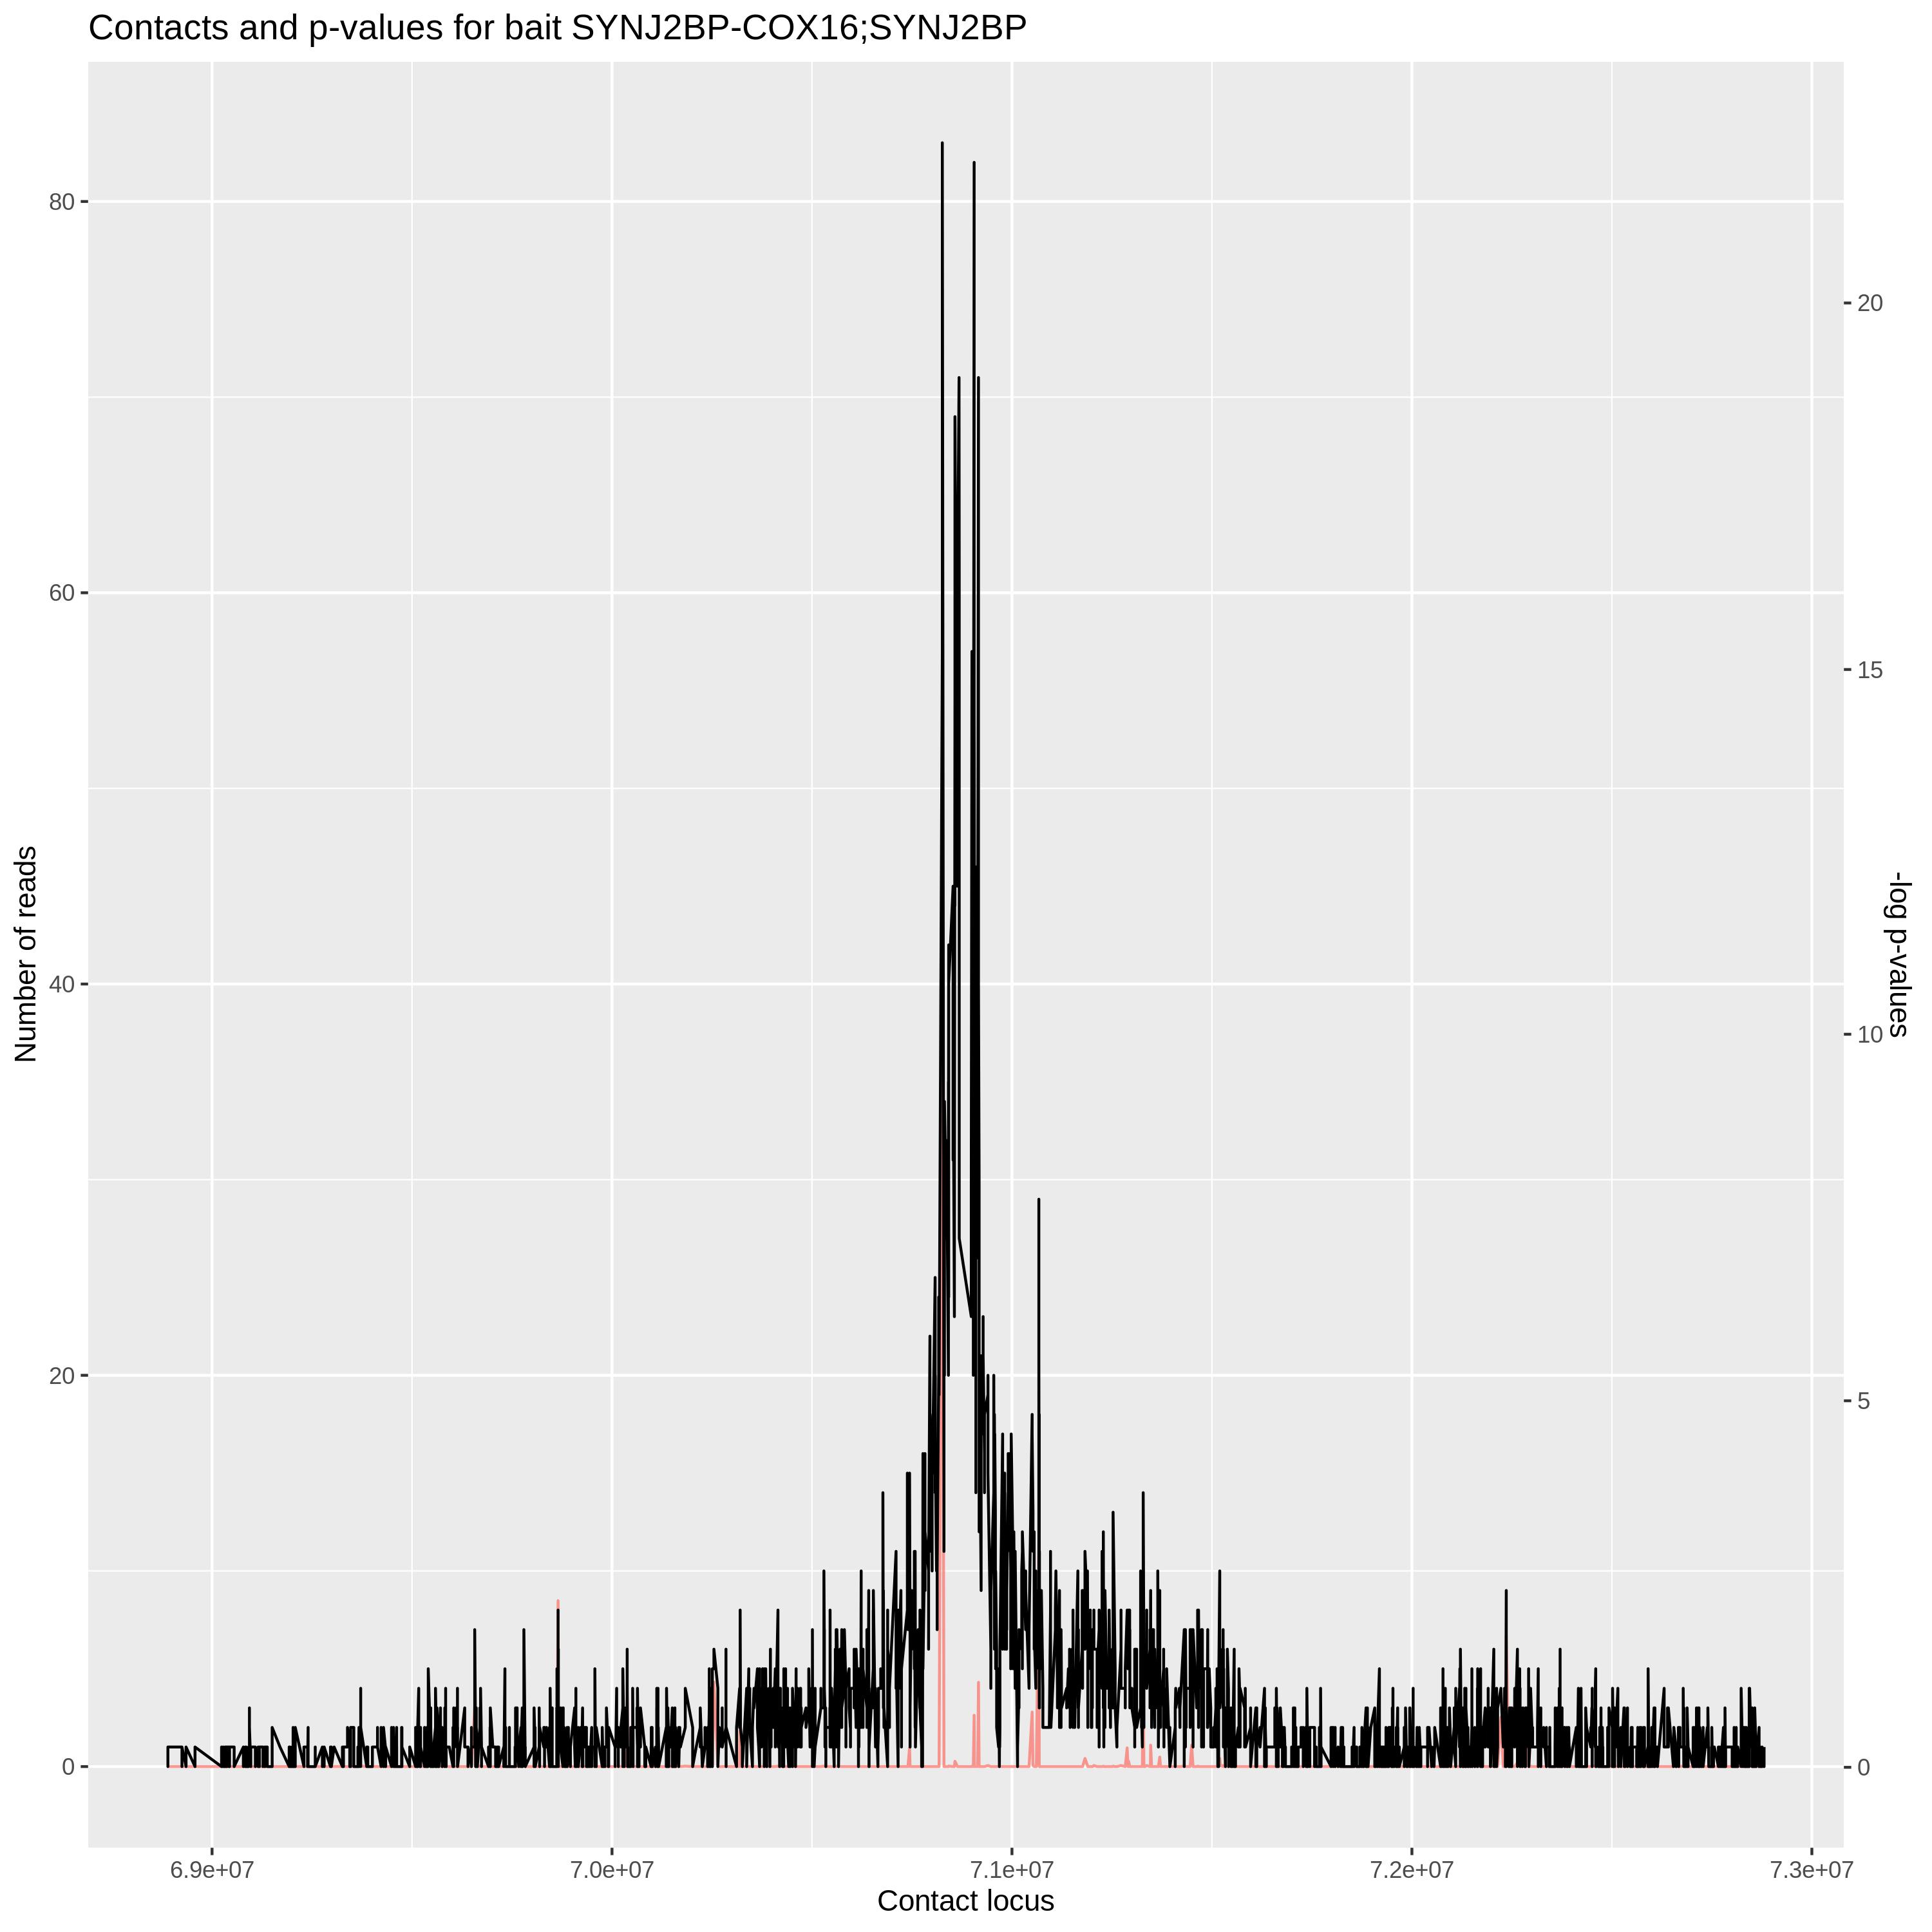 Contacts and p-values for bait SYNJ2BP-COX16;SYNJ2BP
80
60
40
20
0
Number of reads
20
15
10
5
0
-log p-values
6.9e+07
7.0e+07
7.1e+07
7.2e+07
7.3e+07
Contact locus